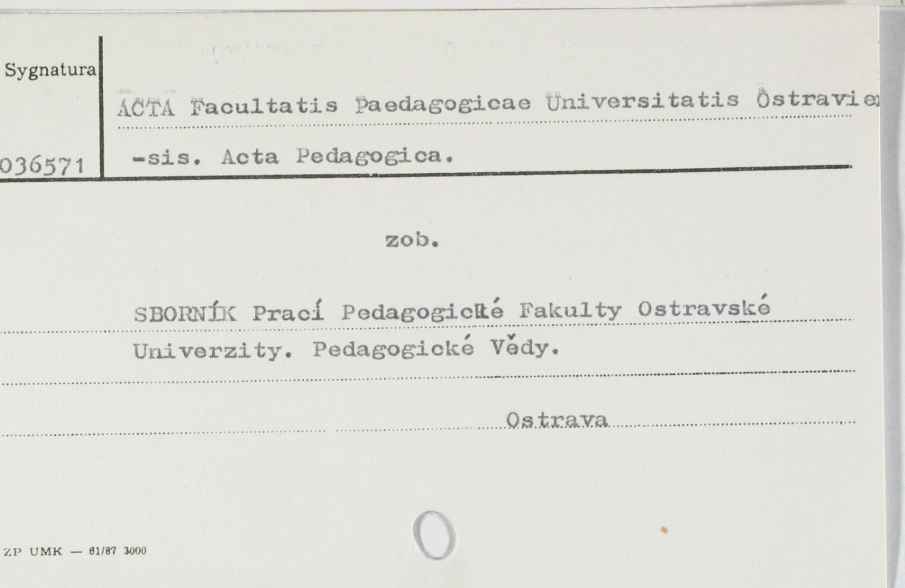 Sygnatura
ACTA Facultatis Paedagogicae Universitatis Ostravien
036571
-sis. Acta Pedagogica.
zob.
SBORNÍK Prací Pedagogické Fakulty Ostravské
Univerzity. Pedagogické Vědy.
Ostrava
ZP UMK — 61/87 3000